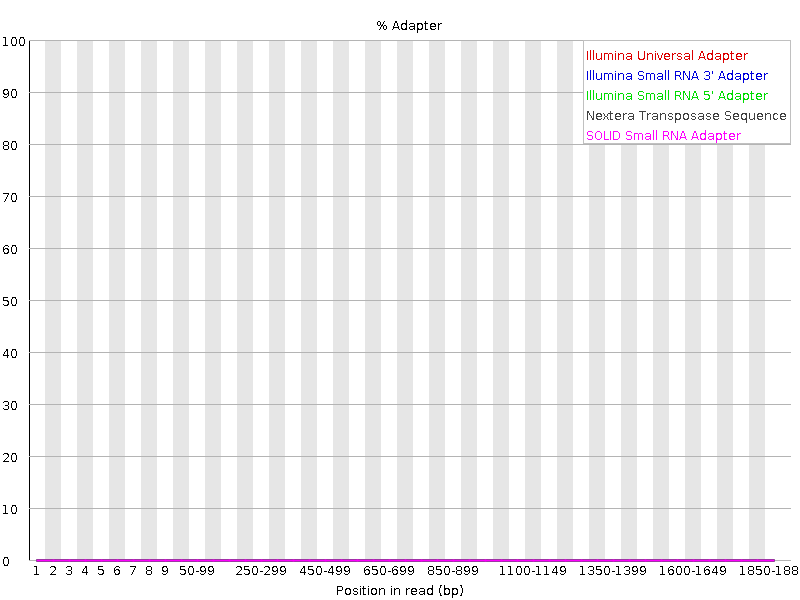 % Adapter
Illumina Universal Adapter
Illumina Small RNA 3' Adapter
Illumina Small RNA 5' Adapter
Nextera Transposase Sequence
SOLID Small RNA Adapter
100
90
80
70
60
50
40
30
20
10
0
1 2 3 4 5 6 7 8 9 50-99 250-299 450-499 650-699 850-899 1100-1149 1350-1399 1600-1649 1850-188
Position in read (bp)